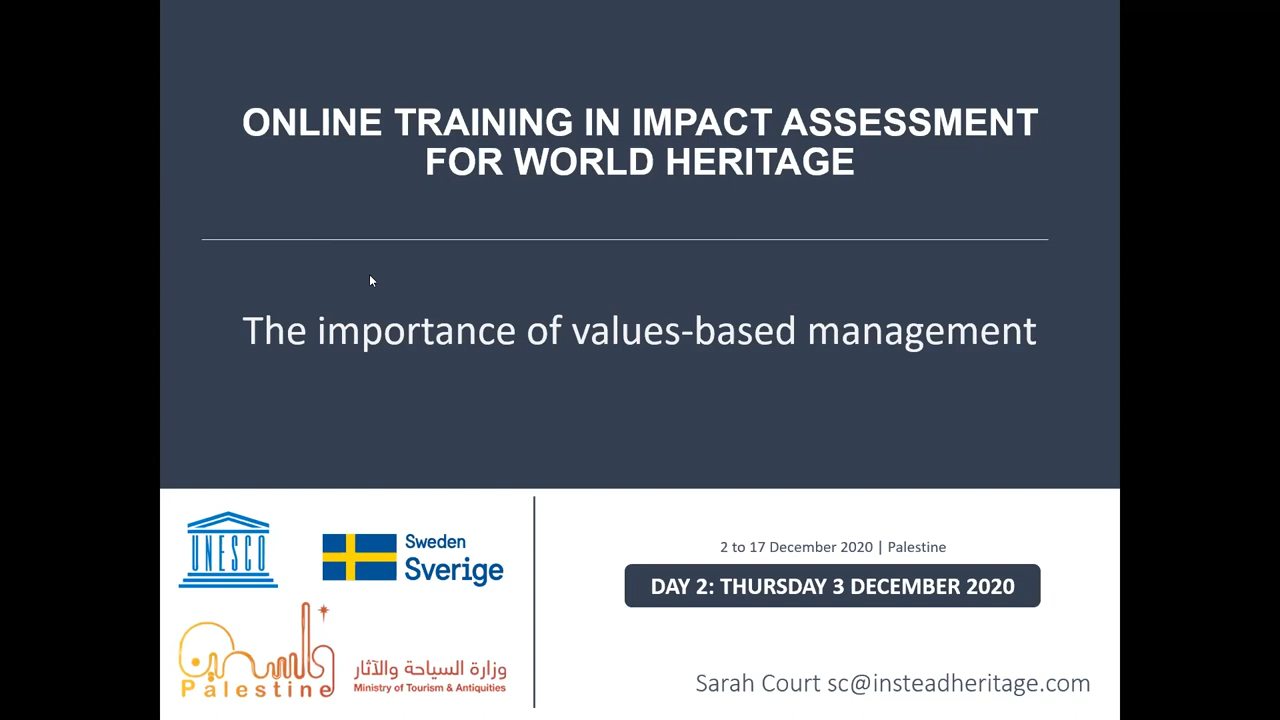 ONLINE TRAINING IN IMPACT ASSESSMENT
FOR WORLD HERITAGE
The importance of values-based management
UNESCO
Sweden
Sverige
فلسطين
Palestine
وزارة السياحة والآثار
Ministry of Tourism & Antiquities
2 to 17 December 2020 | Palestine
DAY 2: THURSDAY 3 DECEMBER 2020
Sarah Court sc@insteadheritage.com